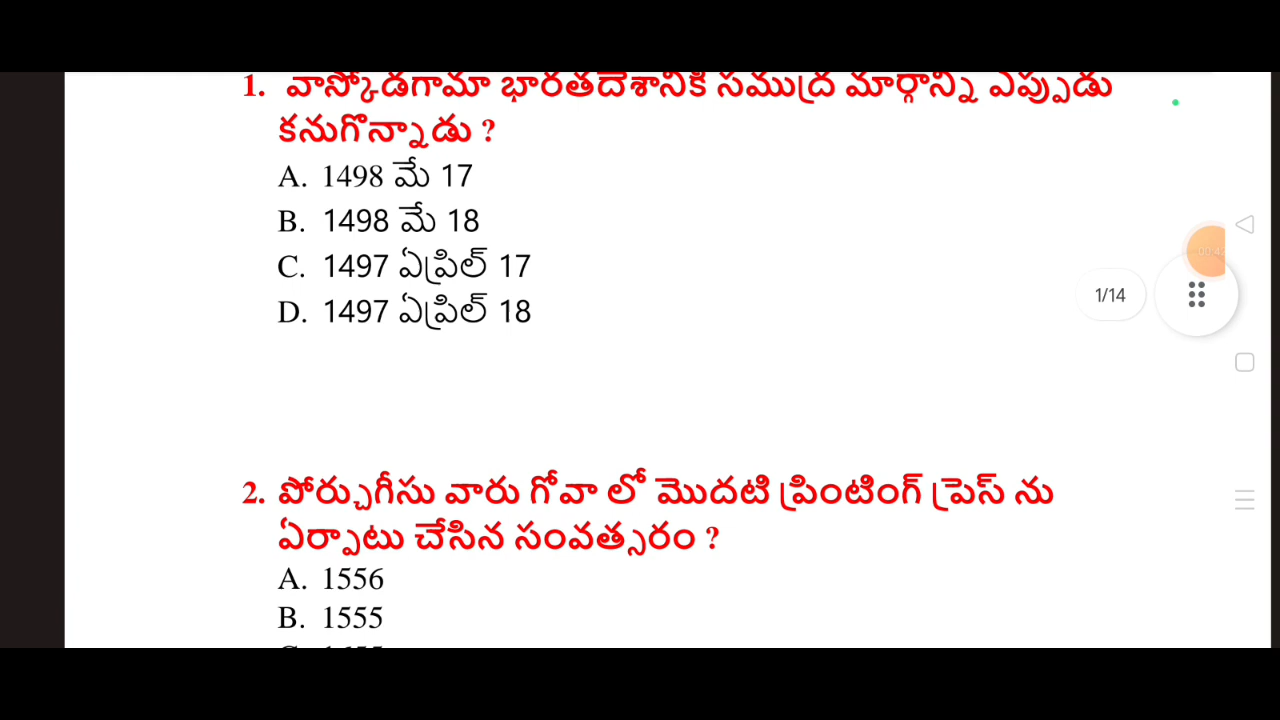 1. వాస్కోడగామా భారతదేశానికి సముద్ర మార్గాన్ని ఎప్పుడు
కనుగొన్నాడు ?
A. 1498 మే 17
B. 1498 మే 18
C. 1497 ఏప్రిల్ 17
D. 1497 ఏప్రిల్ 18
1/14
2. పోర్చుగీసు వారు గోవా లో మొదటి ప్రింటింగ్ ప్రెస్ ను
ఏర్పాటు చేసిన సంవత్సరం ?
A. 1556
B. 1555